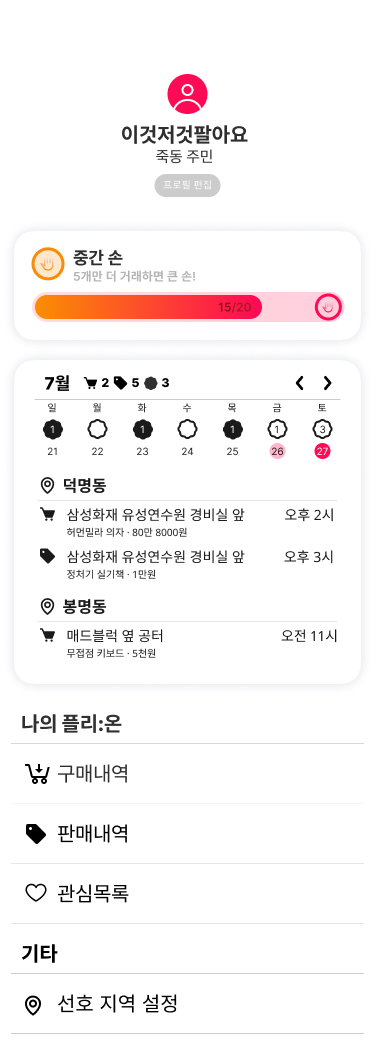 이것저것팔아요
죽동 주민
프로필 편집
중간 손
5개만 더 거래하면 큰 손!
15/20
7월 2 5 3
일 월 화 수 목 금 토
1 1 1 1 3
21 22 23 24 25 26 27
덕명동
삼성화재 유성연수원 경비실 앞 오후 2시
허먼밀라 의자 · 80만 8000원
삼성화재 유성연수원 경비실 앞 오후 3시
정처기 실기책 · 1만원
봉명동
매드블럭 옆 공터 오전 11시
무접점 키보드 · 5천원
나의 플리:온
구매내역
판매내역
관심목록
기타
선호 지역 설정